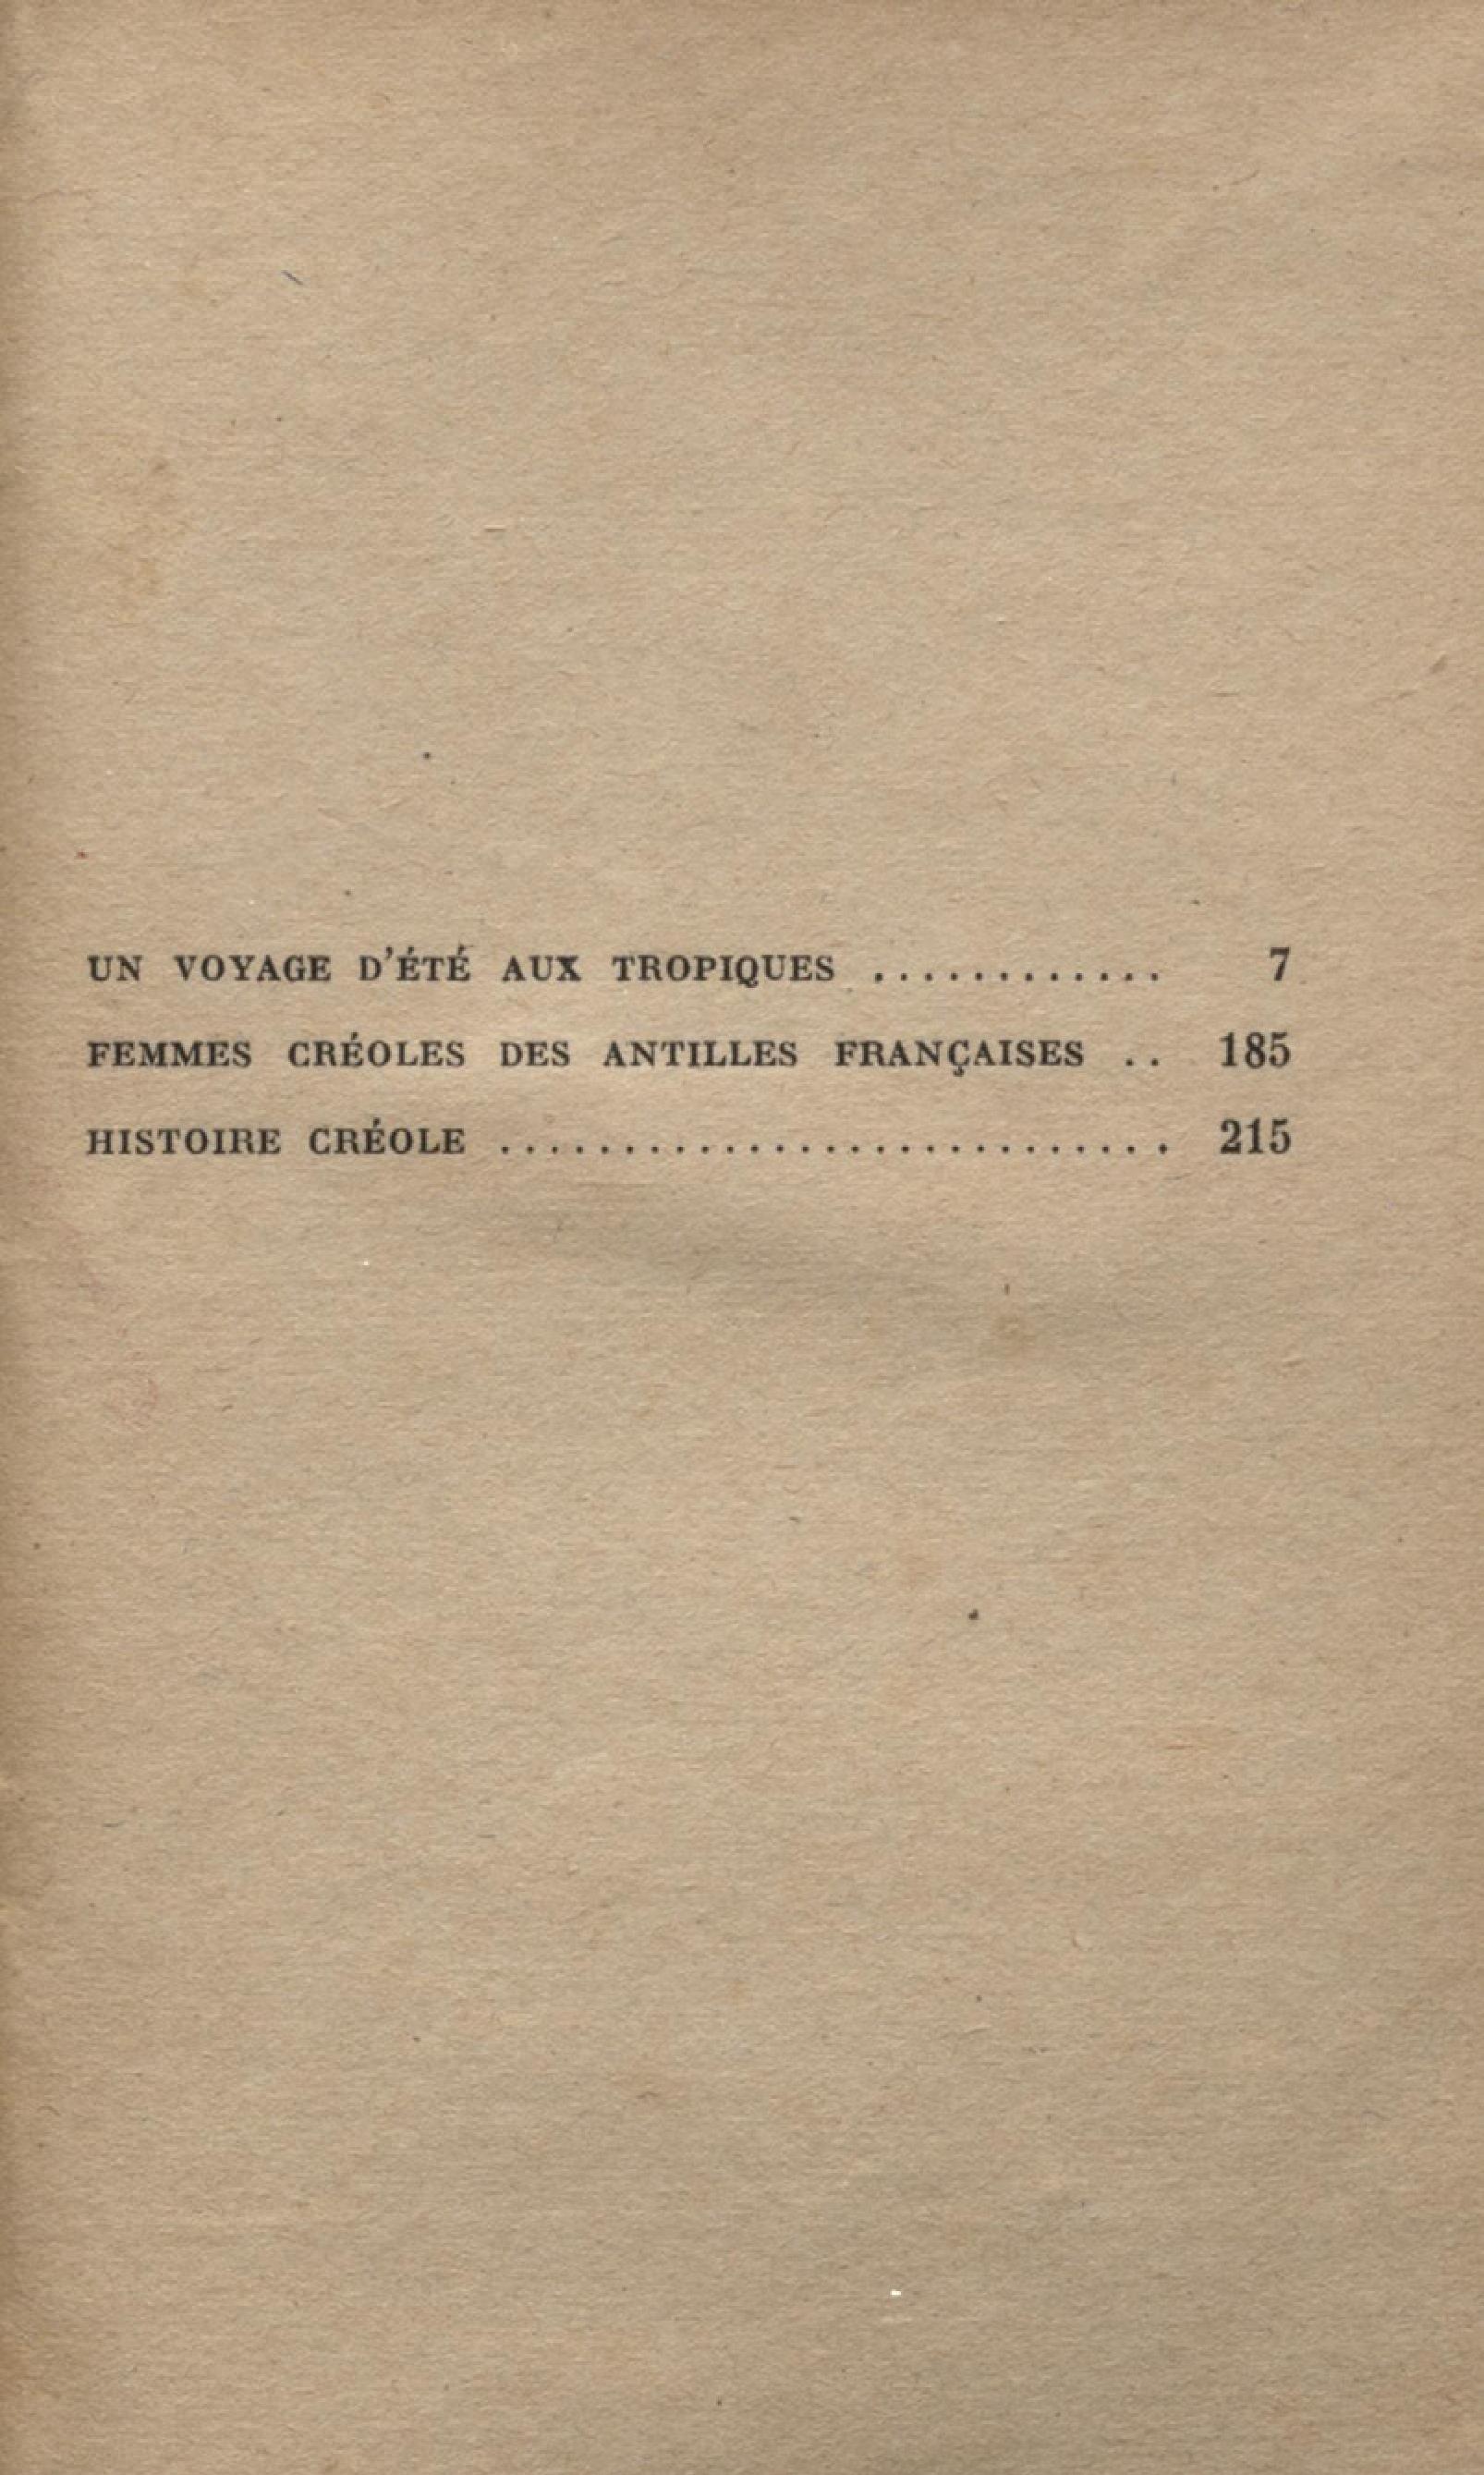 UN VOYAGE D'ÉTÉ AUX TROPIQUES ............ 7
FEMMES CRÉOLES DES ANTILLES FRANÇAISES .. 185
HISTOIRE CRÉOLE ........................... 215